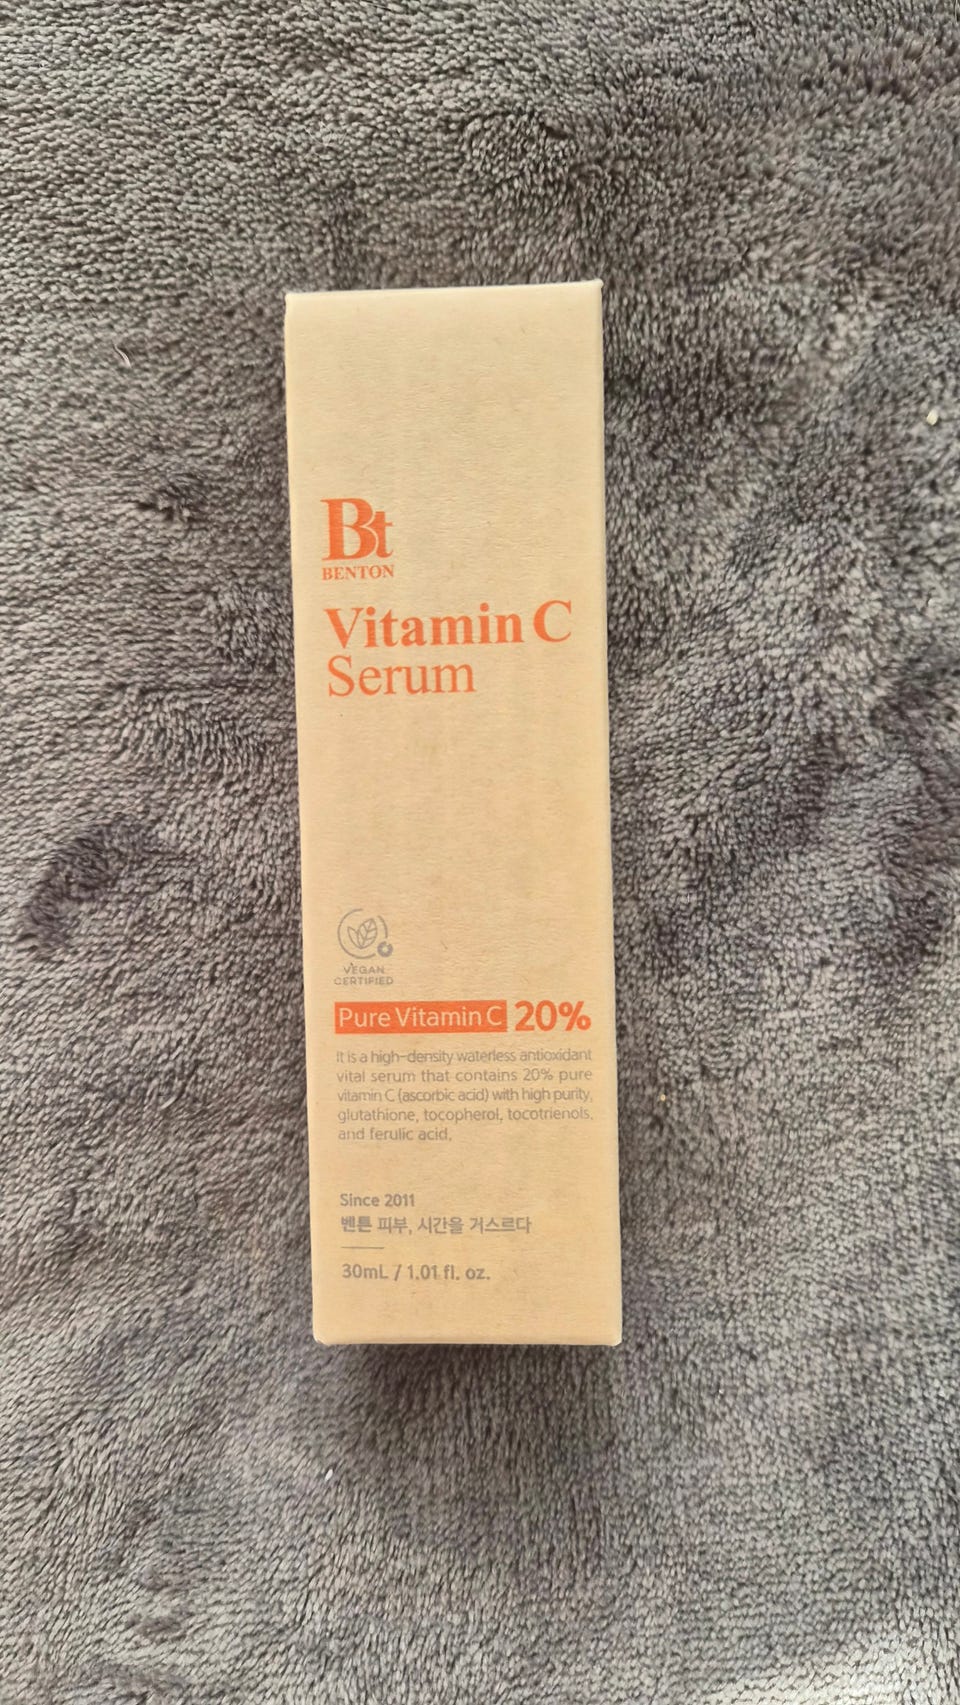 Bt
BENTON
Vitamin C
Serum
VEGAN
CERTIFIED
Pure Vitamin C 20%
It is a high-density waterless antioxidant
vital serum that contains 20% pure
vitamin C (ascorbic acid) with high purity,
glutathione, tocopherol, tocotrienols,
and ferulic acid.
Since 2011
벤튼 피부, 시간을 거스르다
30mL / 1.01 fl. oz.